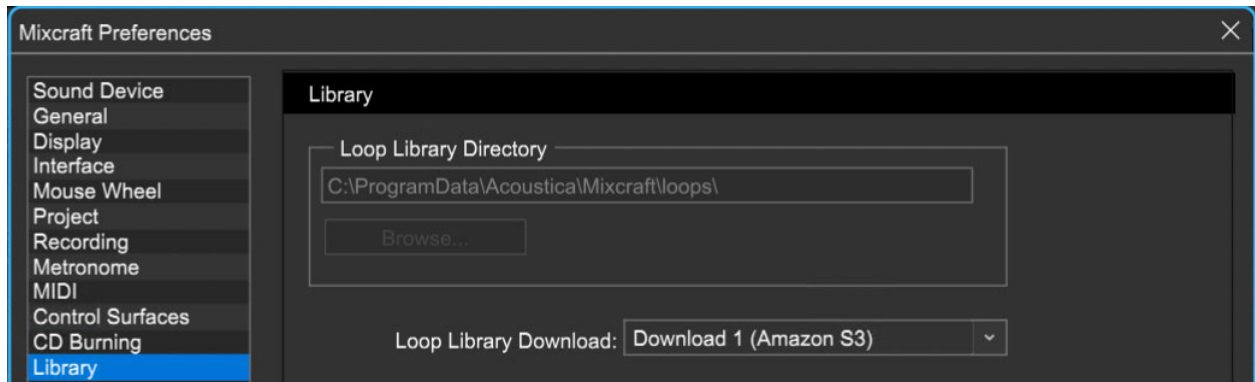 Mixcraft Preferences
Sound Device
General
Display
Interface
Mouse Wheel
Project
Recording
Metronome
MIDI
Control Surfaces
CD Burning
Library
Library
Loop Library Directory
C:\ProgramData\Acoustica\Mixcraft\loops\
Browse...
Loop Library Download: Download 1 (Amazon S3)